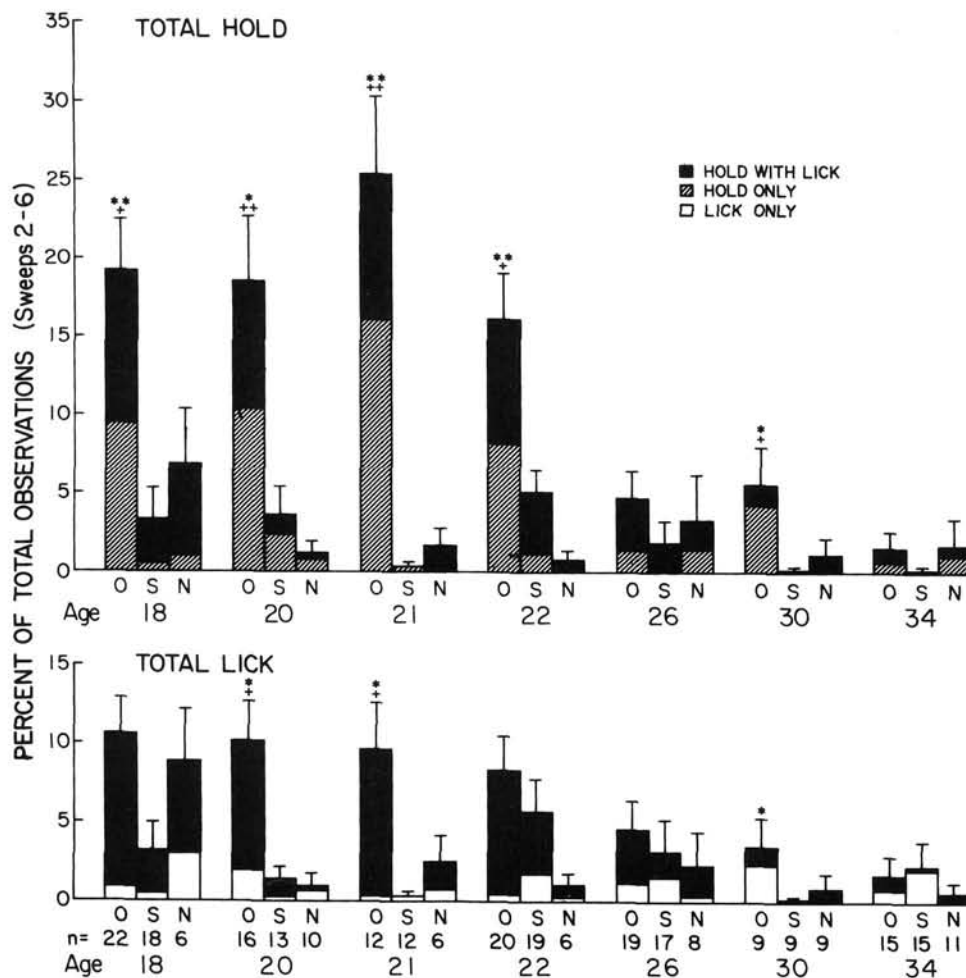 TOTAL HOLD
PERCENT OF TOTAL OBSERVATIONS (Sweeps 2-6)
35
30
25
20
15
10
5
0
**
+
*
++
**
++
**
+
*
+
HOLD WITH LICK
HOLD ONLY
LICK ONLY
O S N O S N O S N O S N O S N O S N O S N
Age 18 20 21 22 26 30 34
TOTAL LICK
15
10
5
0
*
+
*
+
*
O S N O S N O S N O S N O S N O S N O S N
n= 22 18 6 16 13 10 12 12 6 20 19 6 19 17 8 9 9 9 15 15 11
Age 18 20 21 22 26 30 34